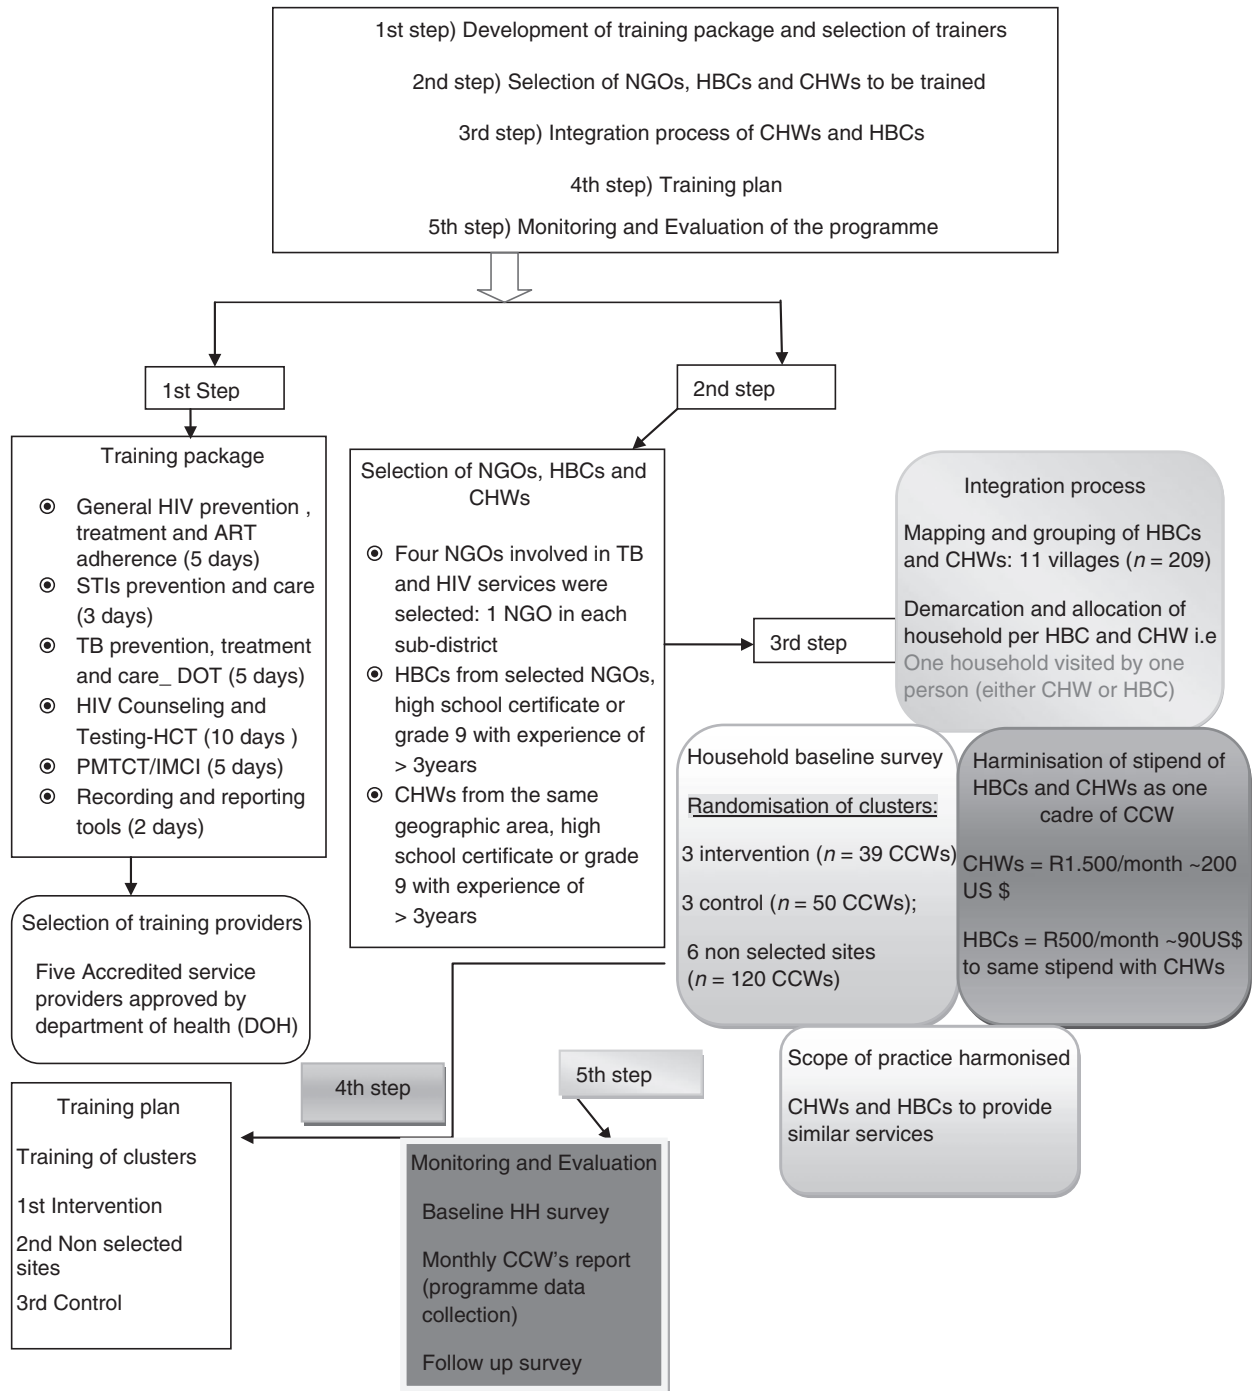 1st step) Development of training package and selection of trainers
2nd step) Selection of NGOs, HBCs and CHWs to be trained
3rd step) Integration process of CHWs and HBCs
4th step) Training plan
5th step) Monitoring and Evaluation of the programme
1st Step
2nd step
Training package
General HIV prevention ,
treatment and ART
adherence (5 days)
STIs prevention and care
(3 days)
TB prevention, treatment
and care_ DOT (5 days)
HIV Counseling and
Testing-HCT (10 days )
PMTCT/IMCI (5 days)
Recording and reporting
tools (2 days)
Selection of training providers
Five Accredited service
providers approved by
department of health (DOH)
Selection of NGOs, HBCs and
CHWs
Four NGOs involved in TB
and HIV services were
selected: 1 NGO in each
sub-district
HBCs from selected NGOs,
high school certificate or
grade 9 with experience of
> 3years
CHWs from the same
geographic area, high
school certificate or grade
9 with experience of
> 3years
3rd step
Integration process
Mapping and grouping of HBCs
and CHWs: 11 villages (n = 209)
Demarcation and allocation of
household per HBC and CHW i.e
One household visited by one
person (either CHW or HBC)
Household baseline survey
Randomisation of clusters:
3 intervention (n = 39 CCWs)
3 control (n = 50 CCWs);
6 non selected sites
(n = 120 CCWs)
Harminisation of stipend of
HBCs and CHWs as one
cadre of CCW
CHWs = R1.500/month ~200
US $
HBCs = R500/month ~90US$
to same stipend with CHWs
Scope of practice harmonised
CHWs and HBCs to provide
similar services
4th step
Training plan
Training of clusters
1st Intervention
2nd Non selected
sites
3rd Control
5th step
Monitoring and Evaluation
Baseline HH survey
Monthly CCW's report
(programme data
collection)
Follow up survey